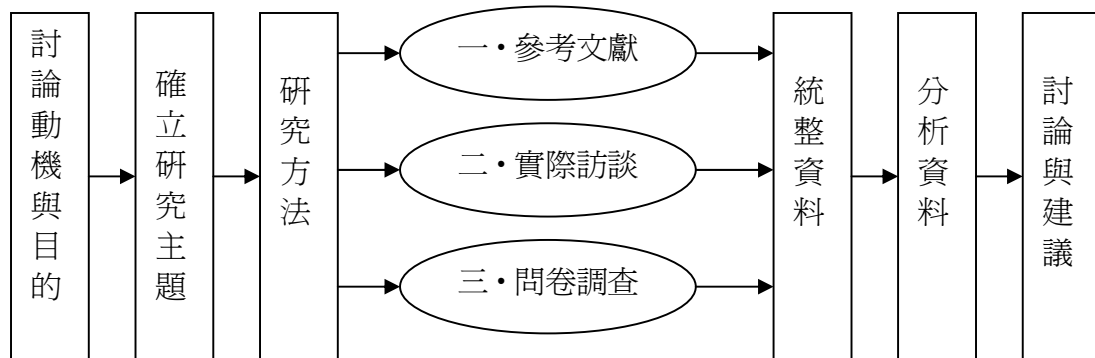 討論動機與目的
確立研究主題
研究方法
一・參考文獻
二・實際訪談
三・問卷調查
統整資料
分析資料
討論與建議